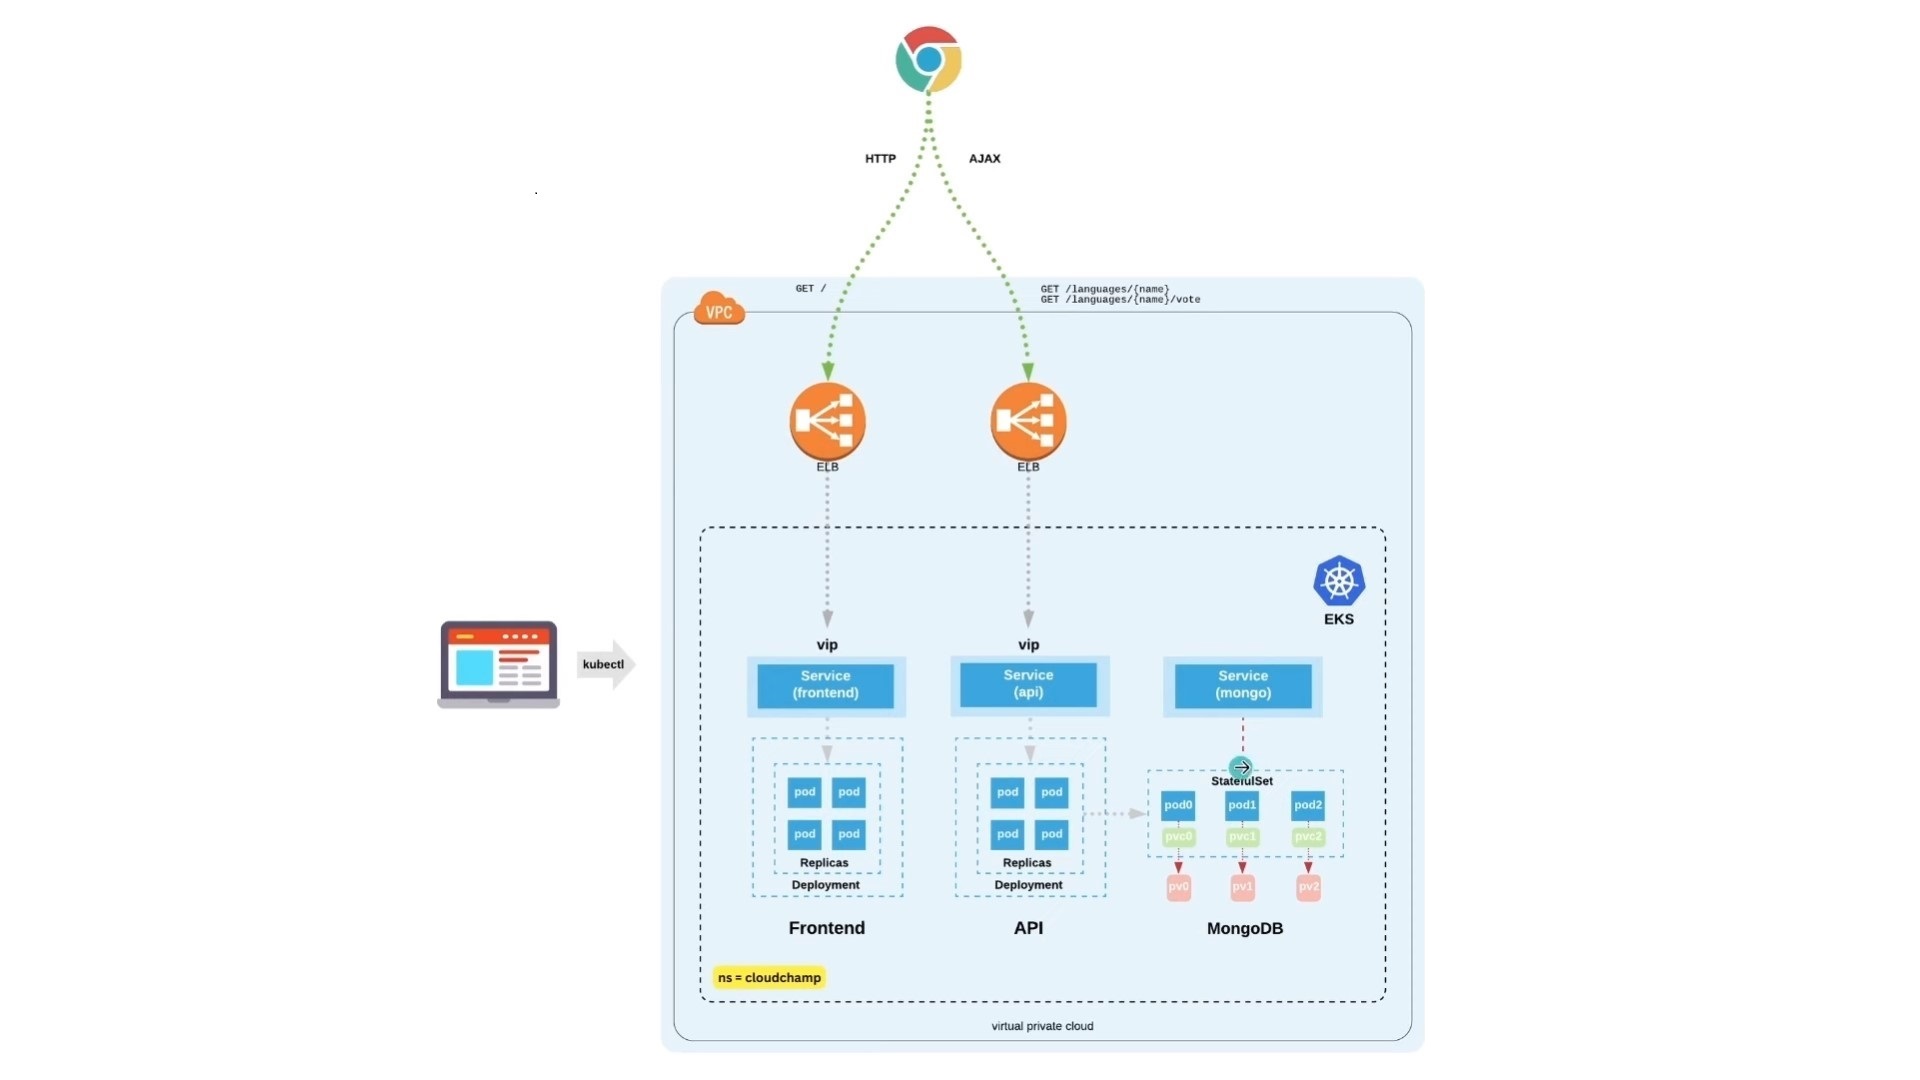 HTTP
AJAX
GET /
GET /languages/{name}
GET /languages/{name}/vote
VPC
ELB
ELB
EKS
kubectl
vip
vip
Service
(frontend)
Service
(api)
Service
(mongo)
StatefulSet
pod pod
pod pod
Replicas
Deployment
pod pod
pod pod
Replicas
Deployment
pod0 pod1 pod2
pvc0 pvc1 pvc2
pv0 pv1 pv2
Frontend
API
MongoDB
ns = cloudchamp
virtual private cloud